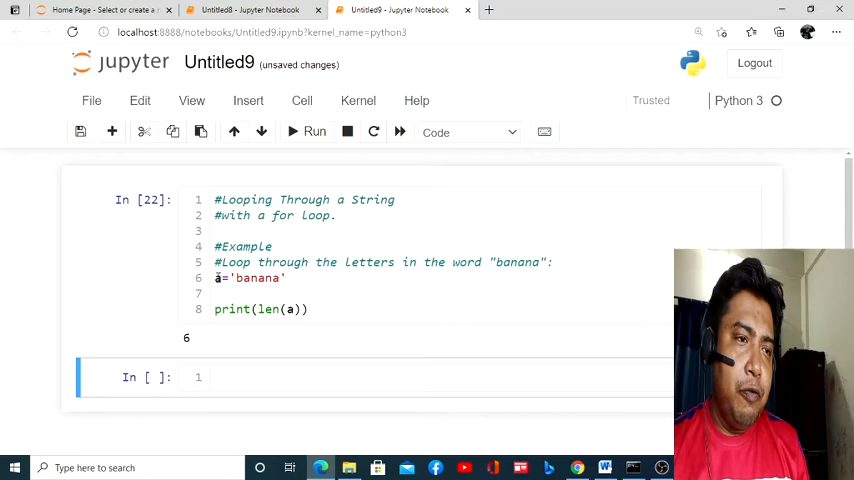 Home Page - Select or create a n
Untitled8 - Jupyter Notebook
Untitled9 - Jupyter Notebook
localhost:8888/notebooks/Untitled9.ipynb?kernel_name=python3
jupyter Untitled9 (unsaved changes)
Logout
File Edit View Insert Cell Kernel Help
Trusted
Python 3
Run
Code
In [22]:
1 #Looping Through a String
2 #with a for loop.
3
4 #Example
5 #Loop through the letters in the word "banana":
6 a='banana'
7
8 print(len(a))
6
In [ ]:
1
Type here to search